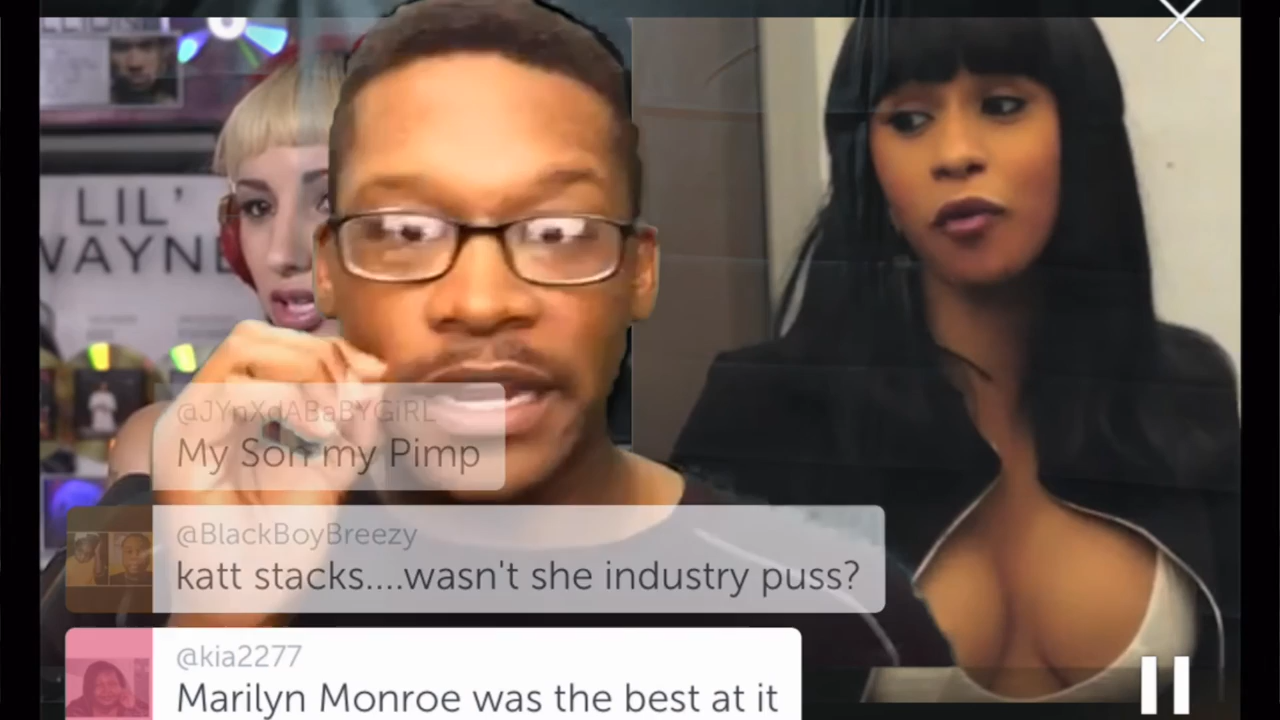 LIL'
WAYNE
@JYnXdABaBYGiRL
My Son my Pimp
@BlackBoyBreezy
katt stacks....wasn't she industry puss?
@kia2277
Marilyn Monroe was the best at it